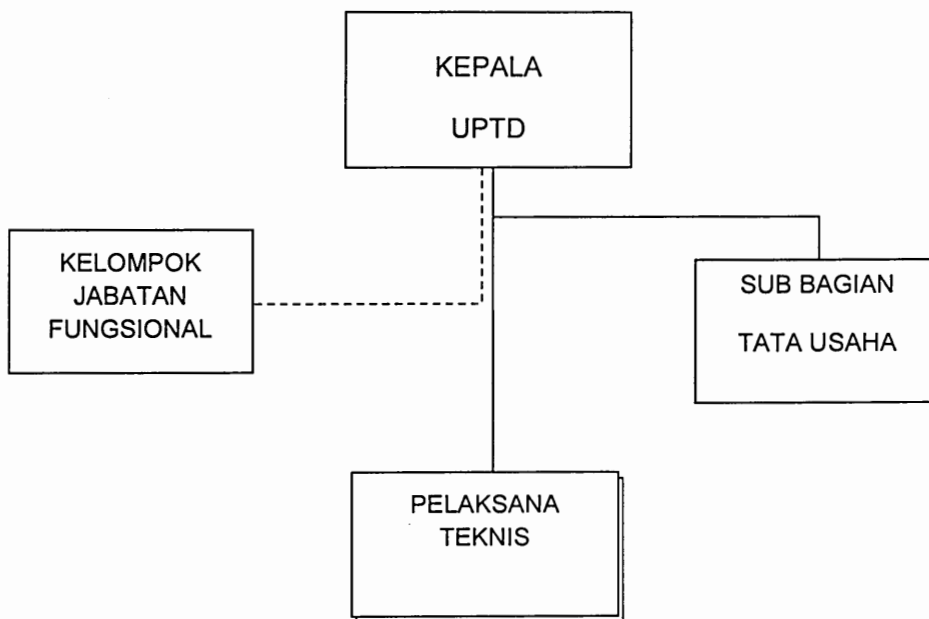 KEPALA
UPTD
KELOMPOK
JABATAN
FUNGSIONAL
SUB BAGIAN
TATA USAHA
PELAKSANA
TEKNIS